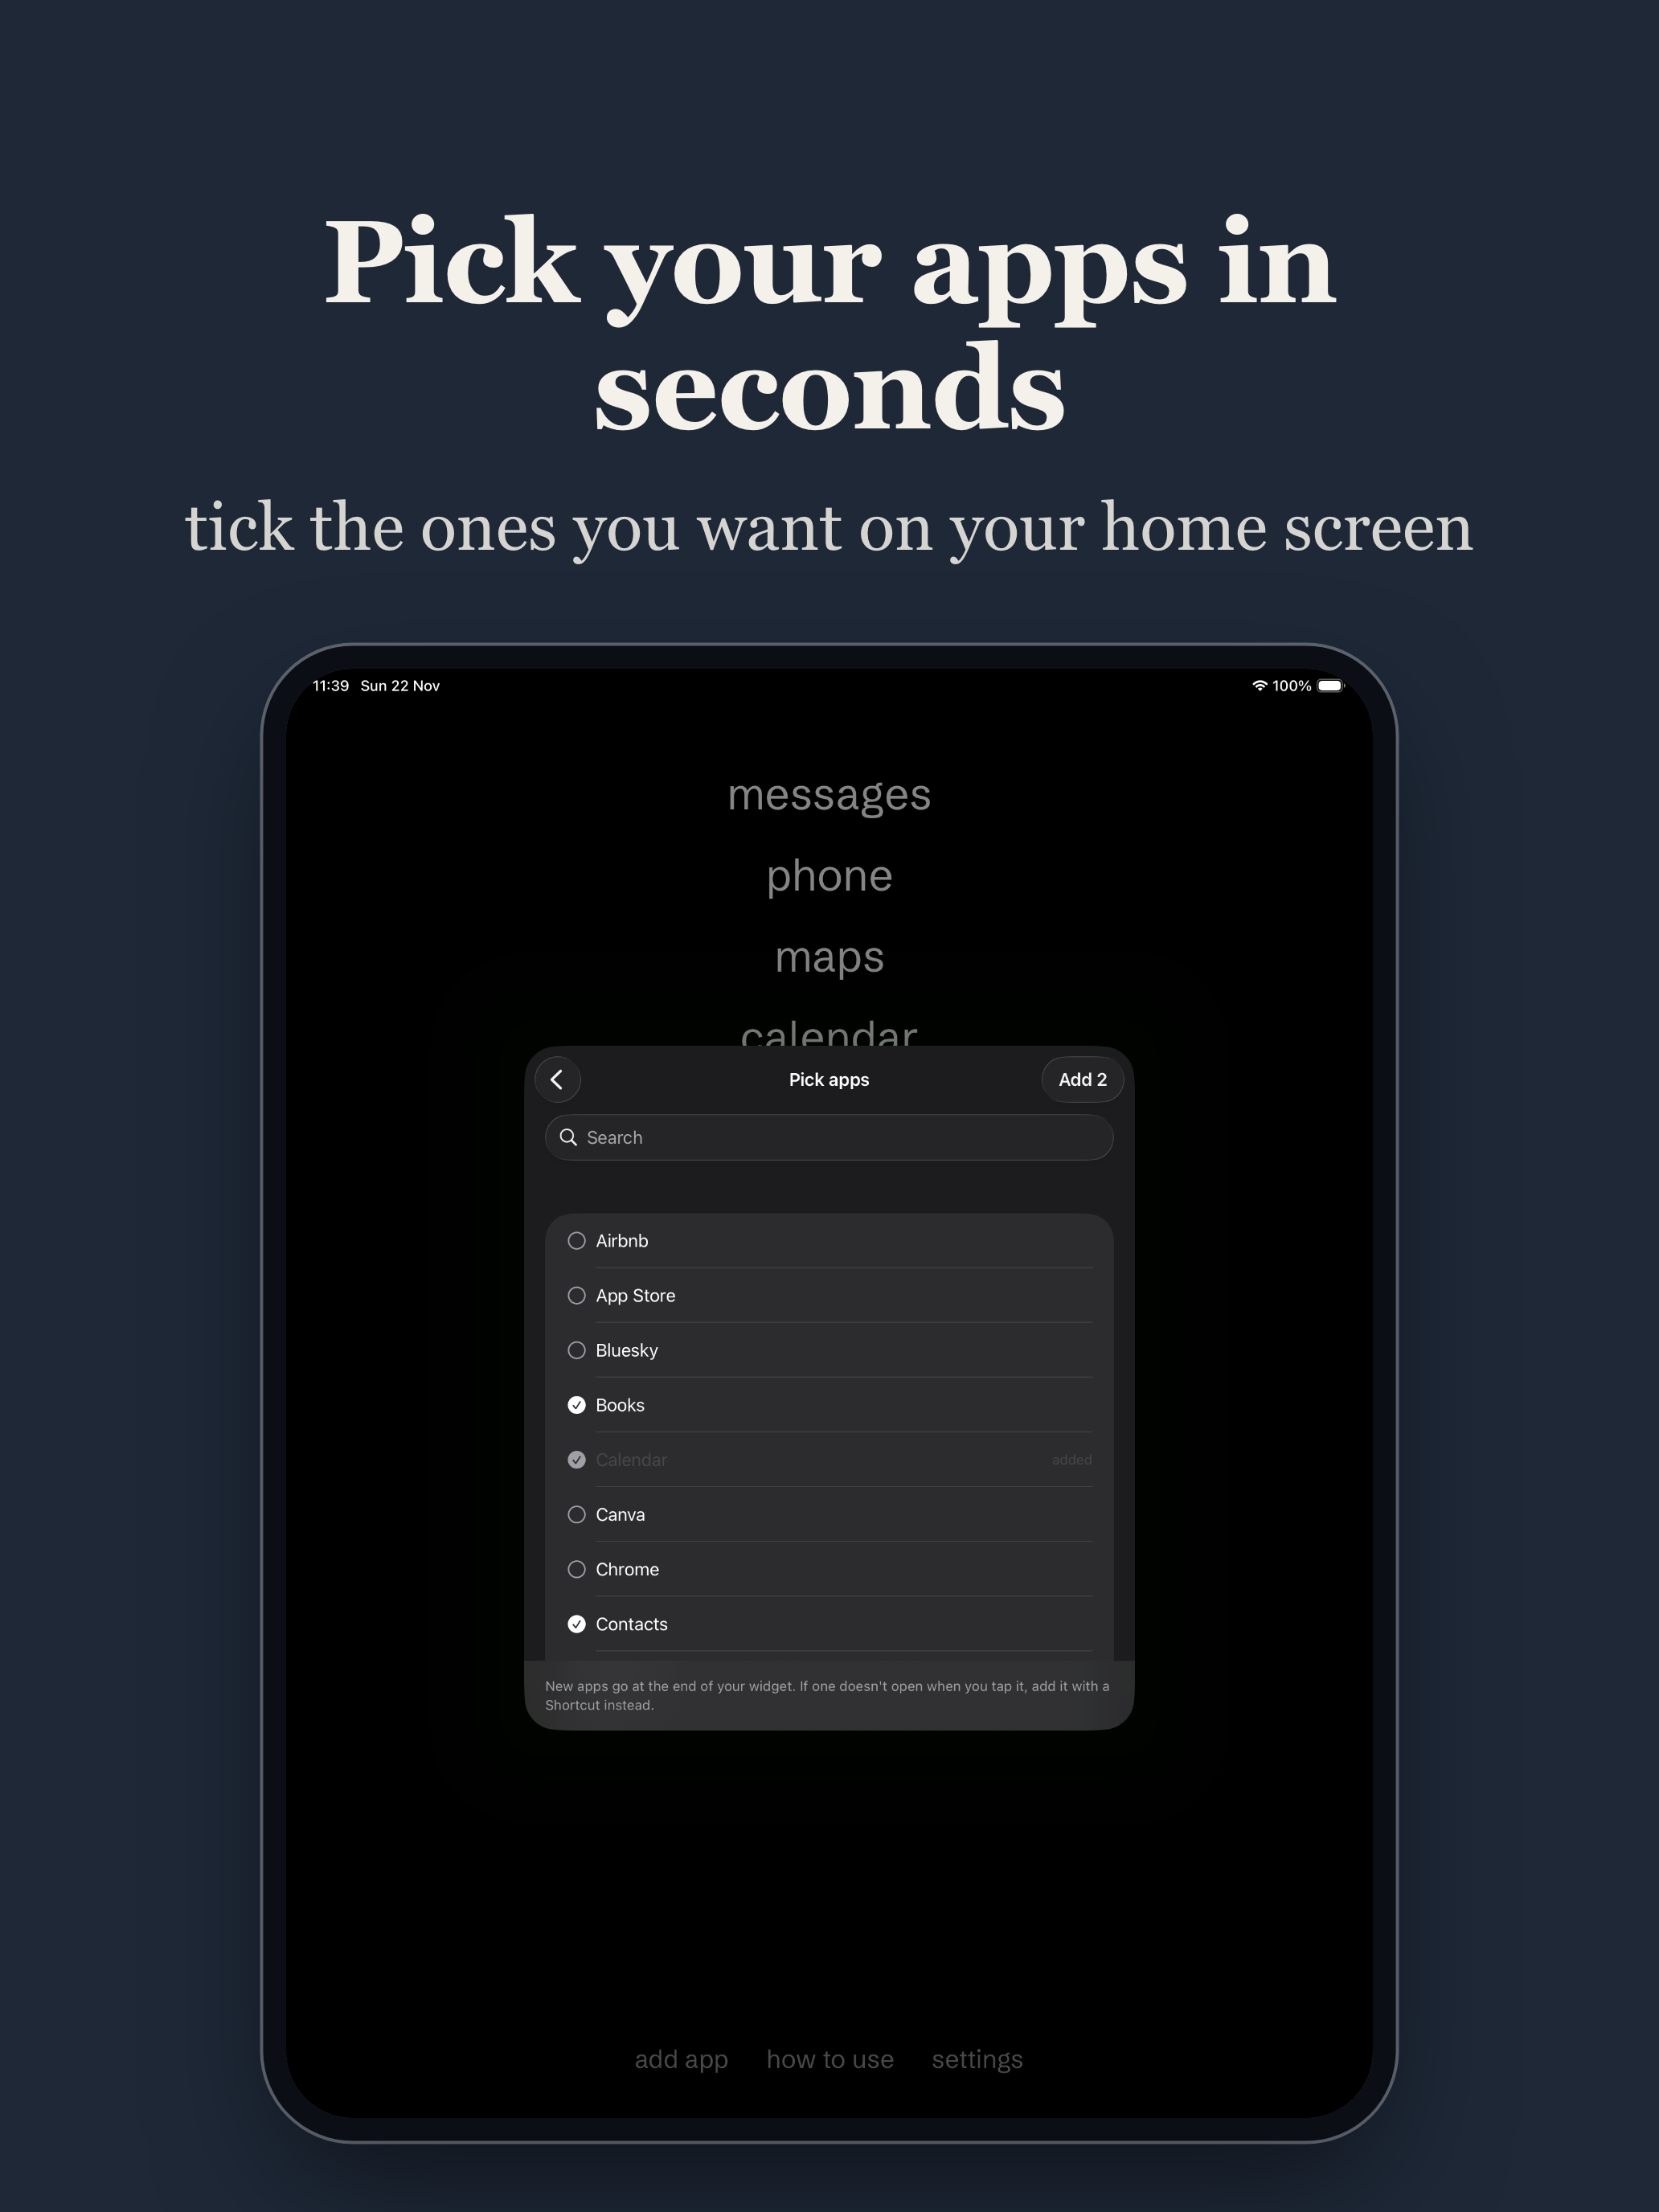 Pick your apps in
seconds
tick the ones you want on your home screen
11:39 Sun 22 Nov
100%
messages
phone
maps
calendar
Pick apps
Add 2
Search
Airbnb
App Store
Bluesky
Books
Calendar added
Canva
Chrome
Contacts
New apps go at the end of your widget. If one doesn't open when you tap it, add it with a
Shortcut instead.
add app how to use settings